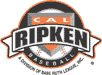 CAL
RIPKEN
BASEBALL
A DIVISION OF BABE RUTH LEAGUE, INC.